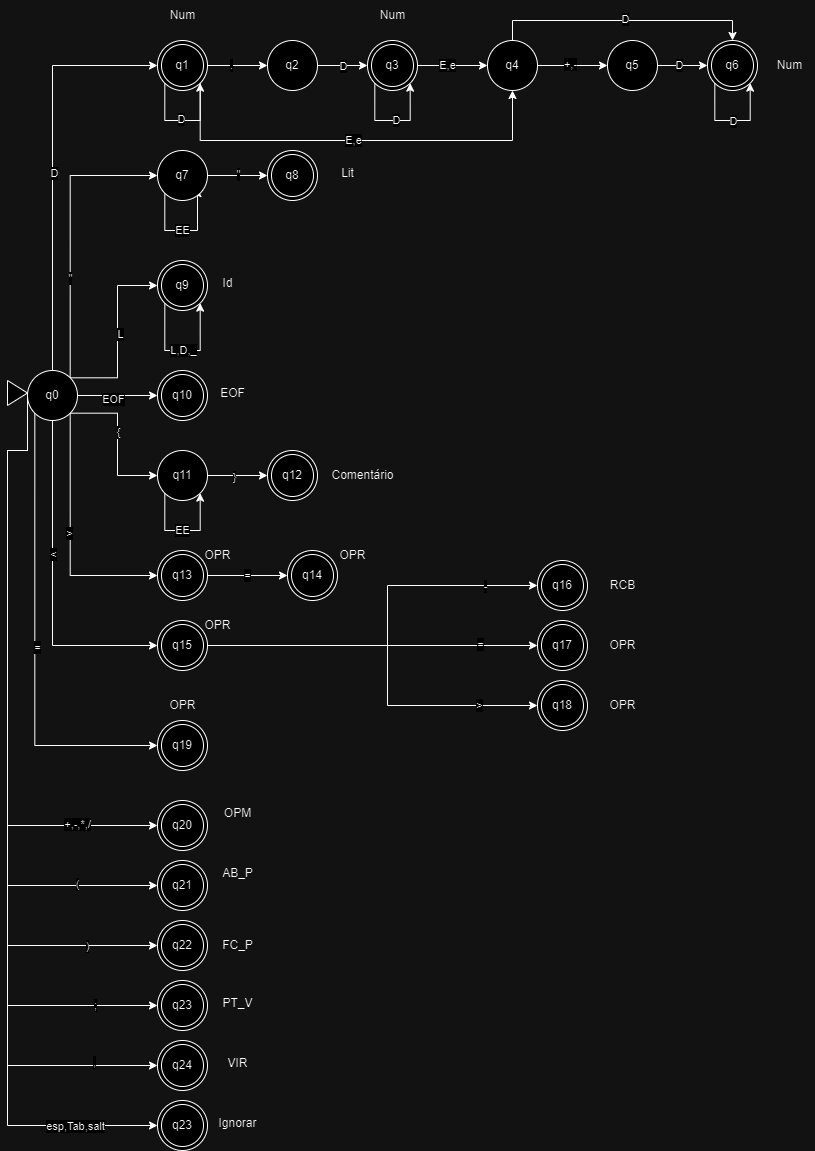 Num Num
D
q1 . q2 D q3 E,e q4 +,- q5 D q6 Num
D D D
E,e
D q7 " q8 Lit
EE
" q9 Id
L
L,D,_
q0 EOF q10 EOF
{
q11 } q12 Comentário
EE
>
< q13 OPR = q14 OPR
- q16 RCB
q15 OPR = q17 OPR
=
> q18 OPR
OPR
q19
+,-,*,/ q20 OPM
( q21 AB_P
) q22 FC_P
; q23 PT_V
, q24 VIR
esp,Tab,salt q23 Ignorar